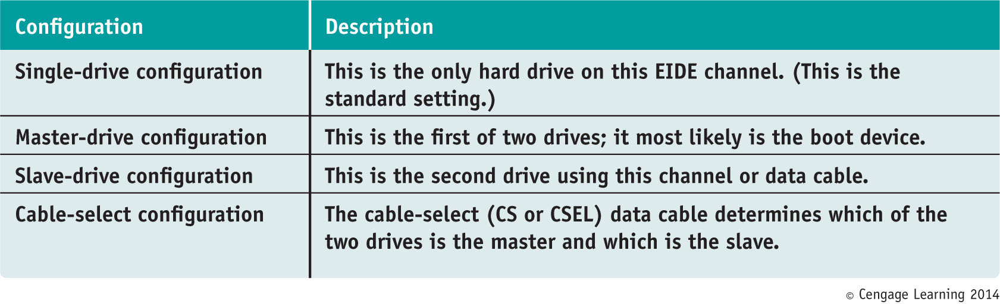 Configuration Description
Single-drive configuration This is the only hard drive on this EIDE channel. (This is the
standard setting.)
Master-drive configuration This is the first of two drives; it most likely is the boot device.
Slave-drive configuration This is the second drive using this channel or data cable.
Cable-select configuration The cable-select (CS or CSEL) data cable determines which of the
two drives is the master and which is the slave.
© Cengage Learning 2014